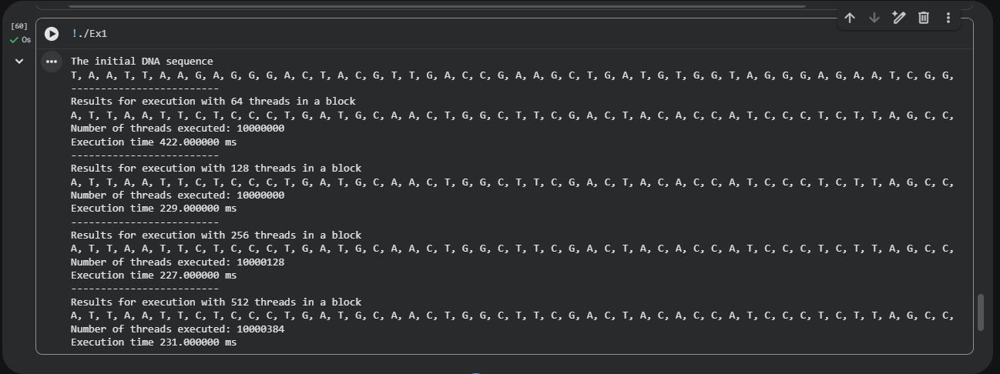 [60]
0s
!./Ex1
The initial DNA sequence
T, A, A, T, T, A, A, G, A, G, G, G, A, C, T, A, C, G, T, T, G, A, C, C, G, A, A, G, C, T, G, A, T, G, T, G, G, T, A, G, G, G, A, G, A, A, T, C, G, G,
-------------------------
Results for execution with 64 threads in a block
A, T, T, A, A, T, T, C, T, C, C, C, T, G, A, T, G, C, A, A, C, T, G, G, C, T, T, C, G, A, C, T, A, C, A, C, C, A, T, C, C, C, T, C, T, T, A, G, C, C,
Number of threads executed: 10000000
Execution time 422.000000 ms
-------------------------
Results for execution with 128 threads in a block
A, T, T, A, A, T, T, C, T, C, C, C, T, G, A, T, G, C, A, A, C, T, G, G, C, T, T, C, G, A, C, T, A, C, A, C, C, A, T, C, C, C, T, C, T, T, A, G, C, C,
Number of threads executed: 10000000
Execution time 229.000000 ms
-------------------------
Results for execution with 256 threads in a block
A, T, T, A, A, T, T, C, T, C, C, C, T, G, A, T, G, C, A, A, C, T, G, G, C, T, T, C, G, A, C, T, A, C, A, C, C, A, T, C, C, C, T, C, T, T, A, G, C, C,
Number of threads executed: 10000128
Execution time 227.000000 ms
-------------------------
Results for execution with 512 threads in a block
A, T, T, A, A, T, T, C, T, C, C, C, T, G, A, T, G, C, A, A, C, T, G, G, C, T, T, C, G, A, C, T, A, C, A, C, C, A, T, C, C, C, T, C, T, T, A, G, C, C,
Number of threads executed: 10000384
Execution time 231.000000 ms